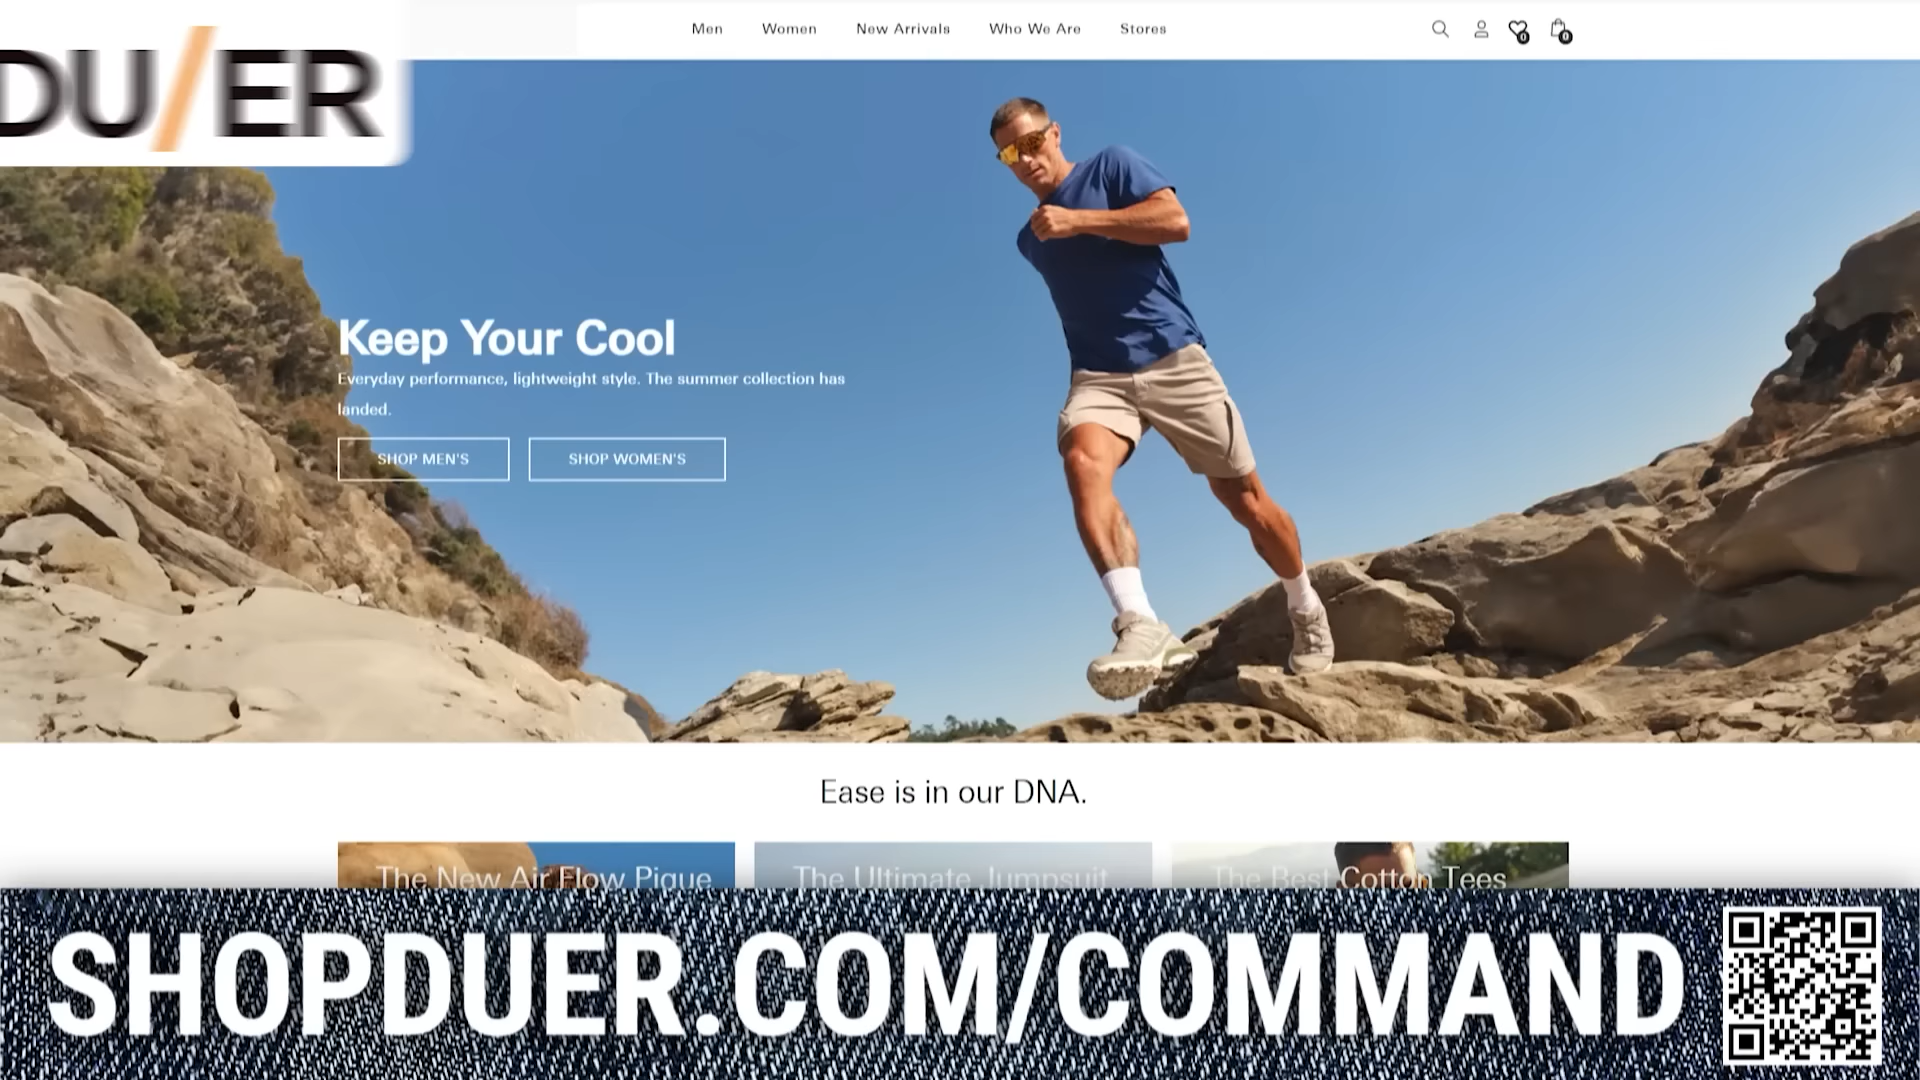 DU/ER
Men Women New Arrivals Who We Are Stores
0 0
Keep Your Cool
Everyday performance, lightweight style. The summer collection has
landed.
SHOP MEN'S SHOP WOMEN'S
Ease is in our DNA.
The New Air Flow Pique The Ultimate Jumpsuit The Best Cotton Tees
SHOPDUER.COM/COMMAND